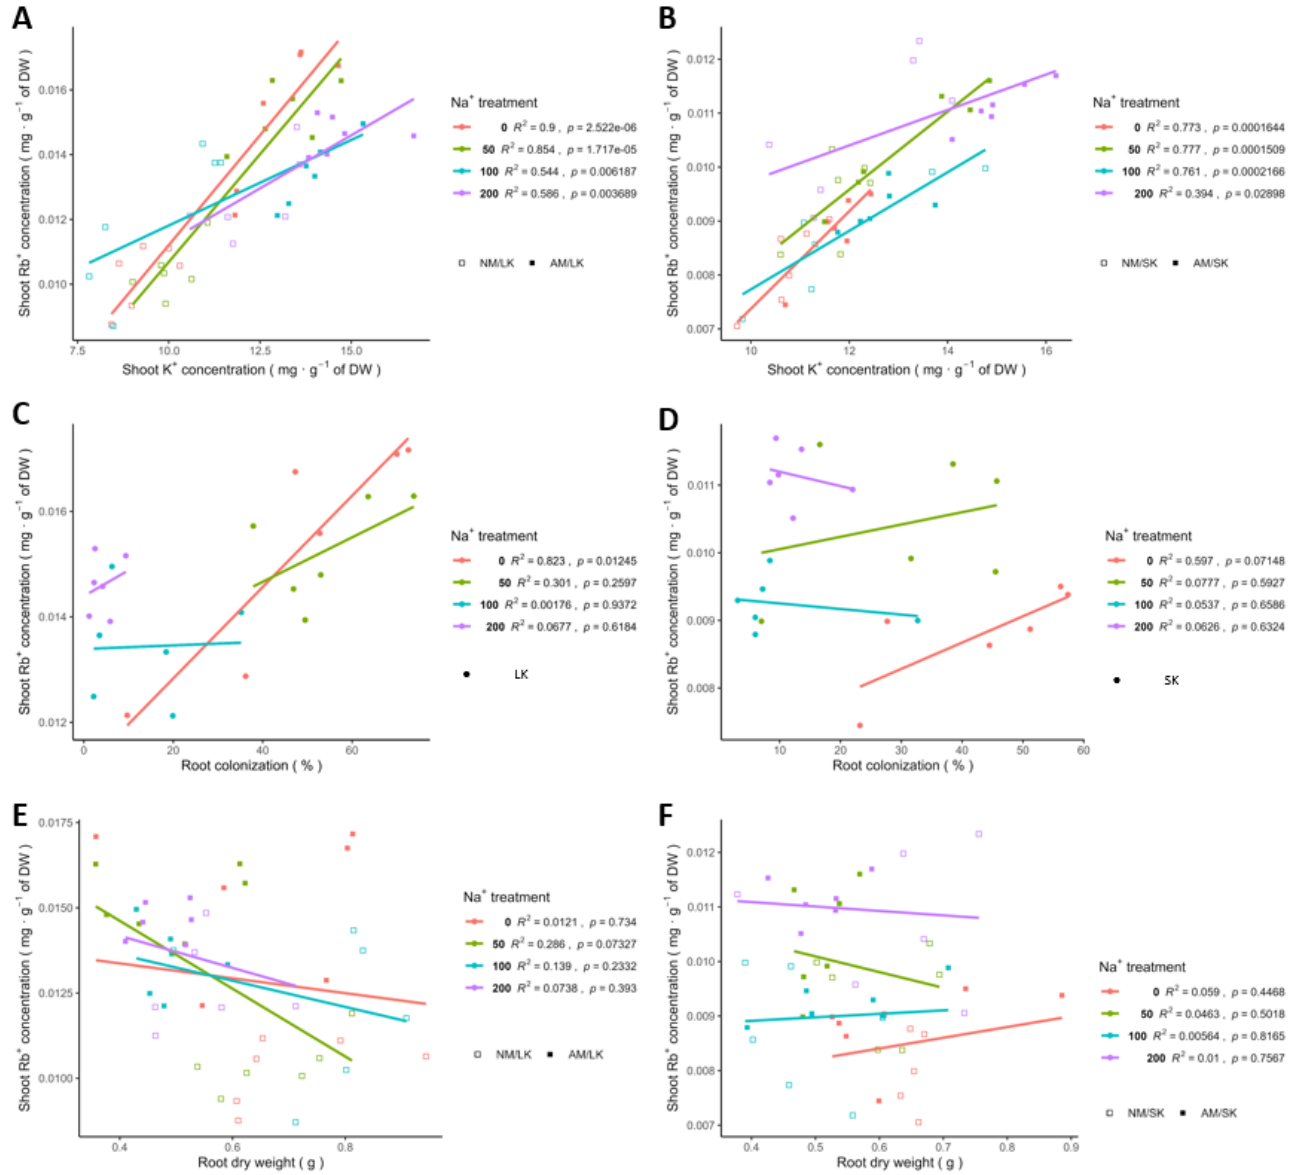 A
Shoot Rb⁺ concentration ( mg · g⁻¹ of DW )
0.016
0.014
0.012
0.010
7.5 10.0 12.5 15.0
Shoot K⁺ concentration ( mg · g⁻¹ of DW )
Na⁺ treatment
0 R² = 0.9 , p = 2.522e-06
50 R² = 0.854 , p = 1.717e-05
100 R² = 0.544 , p = 0.006187
200 R² = 0.586 , p = 0.003689
NM/LK AM/LK
B
Shoot Rb⁺ concentration ( mg · g⁻¹ of DW )
0.012
0.011
0.010
0.009
0.008
0.007
10 12 14 16
Shoot K⁺ concentration ( mg · g⁻¹ of DW )
Na⁺ treatment
0 R² = 0.773 , p = 0.0001644
50 R² = 0.777 , p = 0.0001509
100 R² = 0.761 , p = 0.0002166
200 R² = 0.394 , p = 0.02898
NM/SK AM/SK
C
Shoot Rb⁺ concentration ( mg · g⁻¹ of DW )
0.016
0.014
0.012
0 20 40 60
Root colonization ( % )
Na⁺ treatment
0 R² = 0.823 , p = 0.01245
50 R² = 0.301 , p = 0.2597
100 R² = 0.00176 , p = 0.9372
200 R² = 0.0677 , p = 0.6184
LK
D
Shoot Rb⁺ concentration ( mg · g⁻¹ of DW )
0.011
0.010
0.009
0.008
10 20 30 40 50 60
Root colonization ( % )
Na⁺ treatment
0 R² = 0.597 , p = 0.07148
50 R² = 0.0777 , p = 0.5927
100 R² = 0.0537 , p = 0.6586
200 R² = 0.0626 , p = 0.6324
SK
E
Shoot Rb⁺ concentration ( mg · g⁻¹ of DW )
0.0175
0.0150
0.0125
0.0100
0.4 0.6 0.8
Root dry weight ( g )
Na⁺ treatment
0 R² = 0.0121 , p = 0.734
50 R² = 0.286 , p = 0.07327
100 R² = 0.139 , p = 0.2332
200 R² = 0.0738 , p = 0.393
NM/LK AM/LK
F
Shoot Rb⁺ concentration ( mg · g⁻¹ of DW )
0.012
0.011
0.010
0.009
0.008
0.007
0.4 0.5 0.6 0.7 0.8 0.9
Root dry weight ( g )
Na⁺ treatment
0 R² = 0.059 , p = 0.4468
50 R² = 0.0463 , p = 0.5018
100 R² = 0.00564 , p = 0.8165
200 R² = 0.01 , p = 0.7567
NM/SK AM/SK